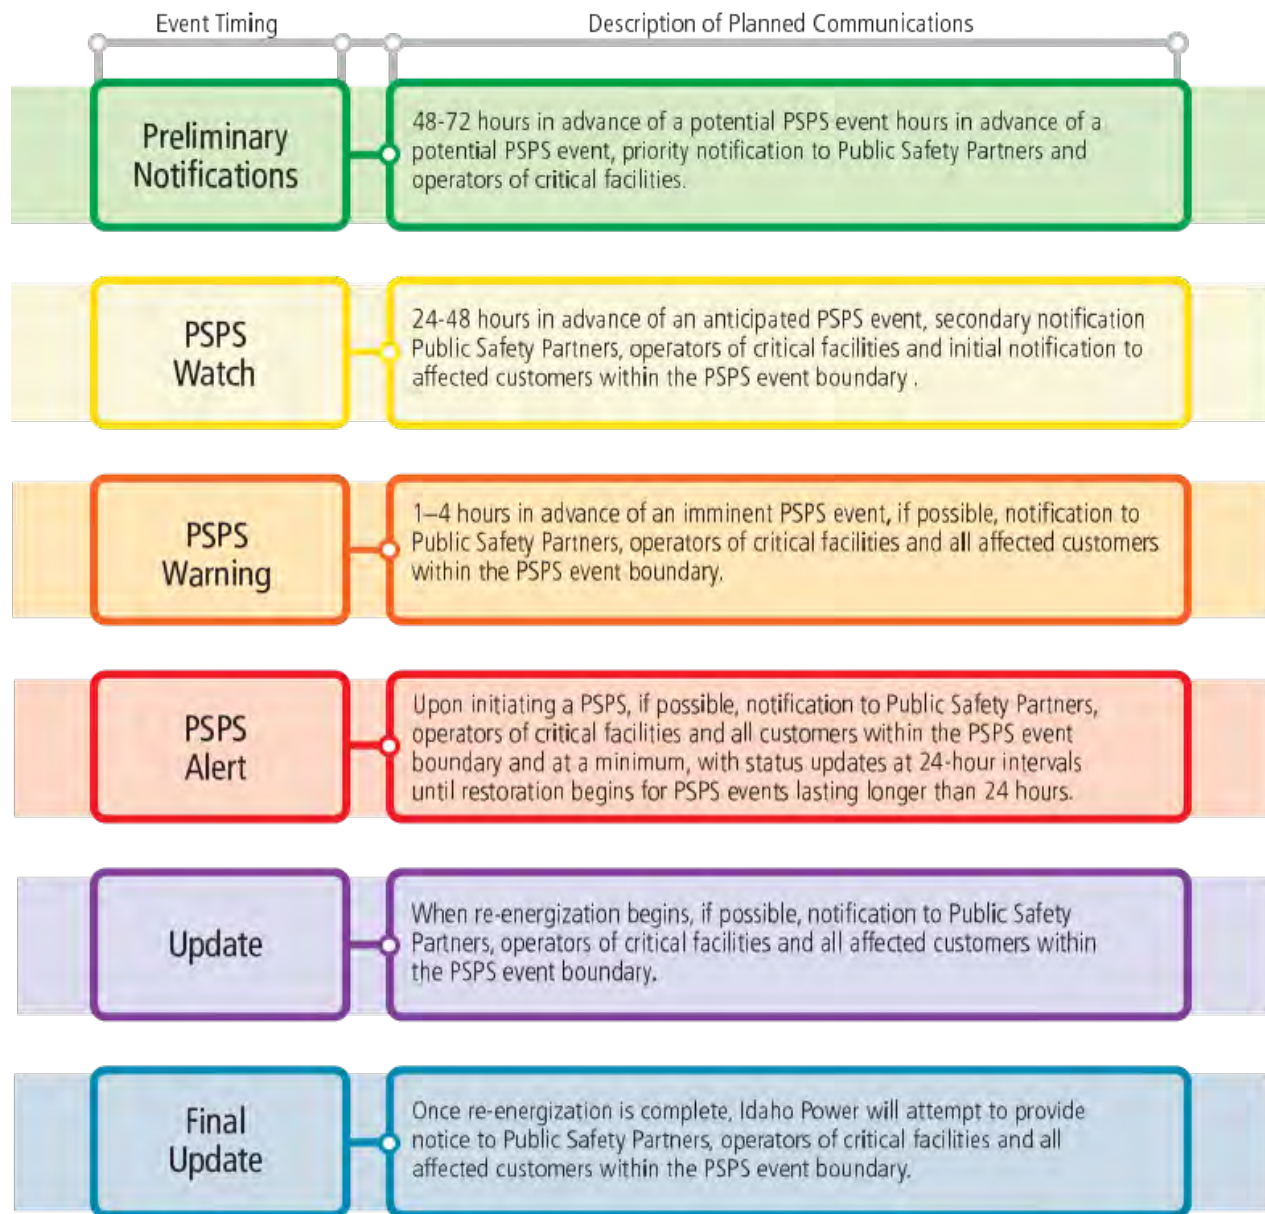 Event Timing
Description of Planned Communications
Preliminary
Notifications
48-72 hours in advance of a potential PSPS event hours in advance of a
potential PSPS event, priority notification to Public Safety Partners and
operators of critical facilities.
PSPS
Watch
24-48 hours in advance of an anticipated PSPS event, secondary notification
Public Safety Partners, operators of critical facilities and initial notification to
affected customers within the PSPS event boundary .
PSPS
Warning
1–4 hours in advance of an imminent PSPS event, if possible, notification to
Public Safety Partners, operators of critical facilities and all affected customers
within the PSPS event boundary.
PSPS
Alert
Upon initiating a PSPS, if possible, notification to Public Safety Partners,
operators of critical facilities and all customers within the PSPS event
boundary and at a minimum, with status updates at 24-hour intervals
until restoration begins for PSPS events lasting longer than 24 hours.
Update
When re-energization begins, if possible, notification to Public Safety
Partners, operators of critical facilities and all affected customers within
the PSPS event boundary.
Final
Update
Once re-energization is complete, Idaho Power will attempt to provide
notice to Public Safety Partners, operators of critical facilities and all
affected customers within the PSPS event boundary.